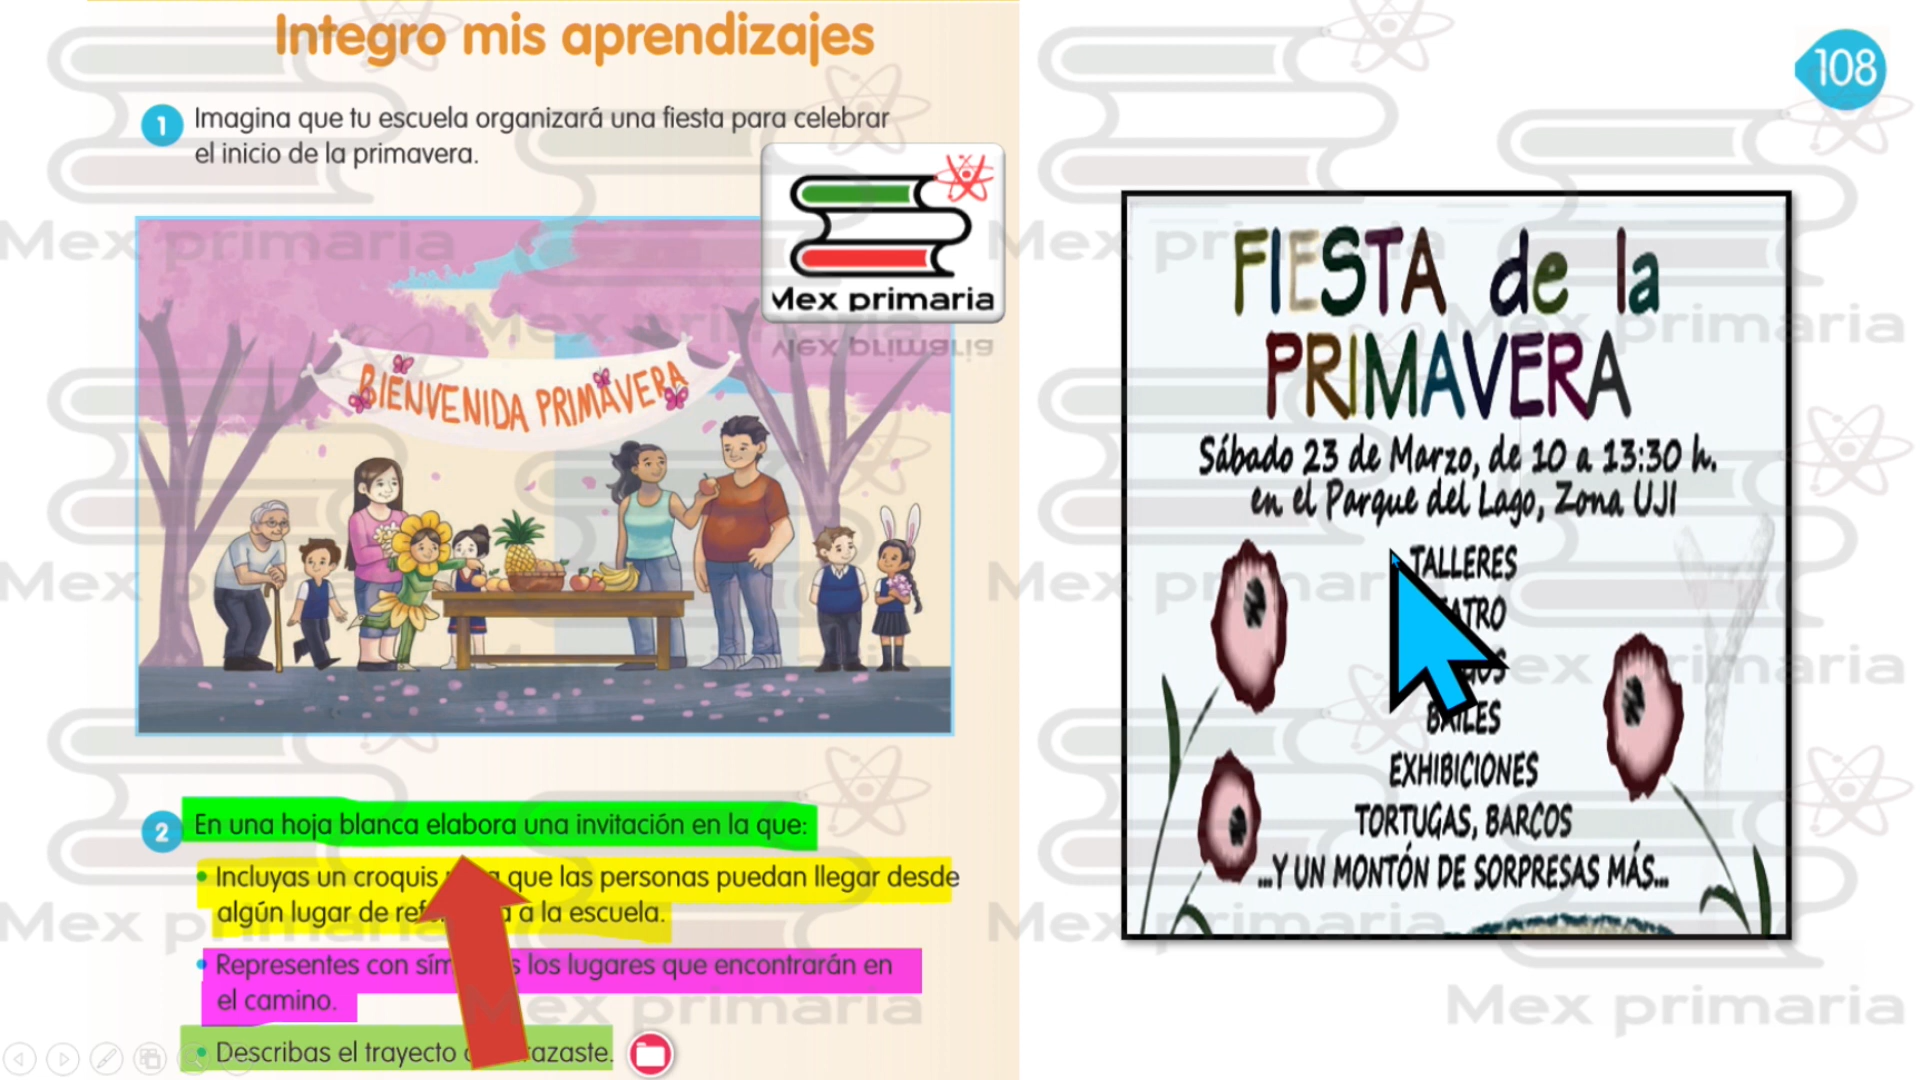 Integro mis aprendizajes
1 Imagina que tu escuela organizará una fiesta para celebrar
el inicio de la primavera.
Mex primaria
BIENVENIDA PRIMAVERA
2 En una hoja blanca elabora una invitación en la que:
• Incluyas un croquis que las personas puedan llegar desde
algún lugar de a la escuela.
• Representes con los lugares que encontrarán en
el camino.
• Describas el trayecto
108
FIESTA de la
PRIMAVERA
Sábado 23 de Marzo, de 10 a 13:30 h.
en el Parque del Lago, Zona UJI
TALLERES
BAILES
EXHIBICIONES
TORTUGAS, BARCOS
...Y UN MONTÓN DE SORPRESAS MÁS...
Mex primaria